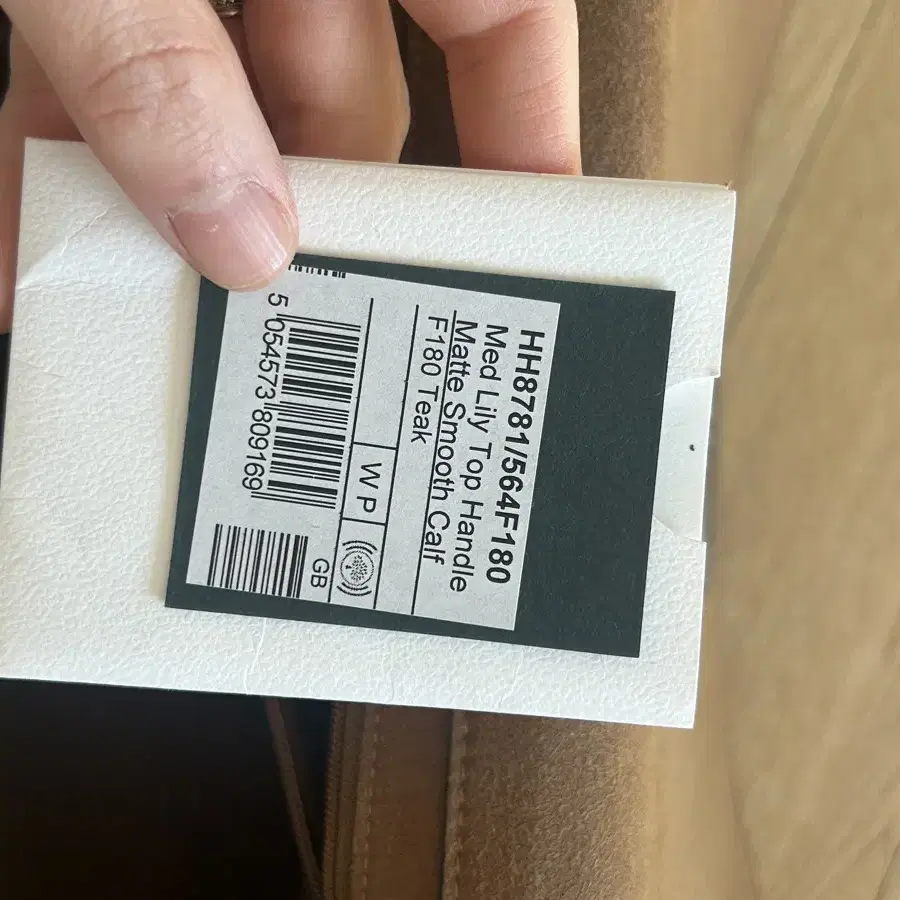 HH8781/564F180
Med Lily Top Handle
Matte Smooth Calf
F180 Teak
W P
GB
5 054573 809169